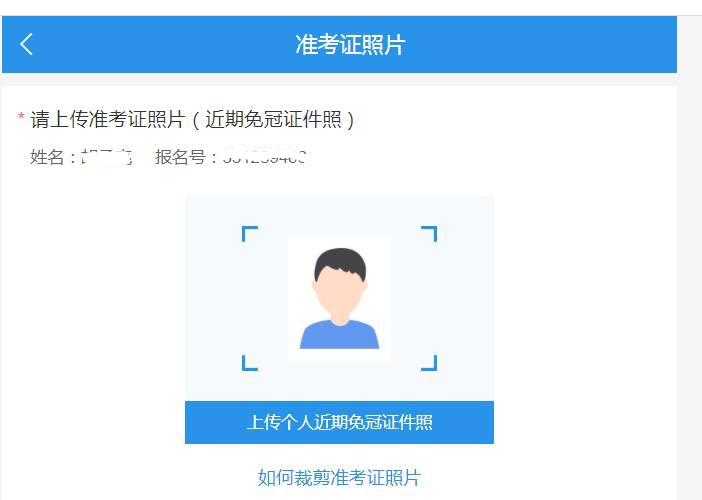 准考证照片
* 请上传准考证照片（近期免冠证件照）
姓名： 报名号：
上传个人近期免冠证件照
如何裁剪准考证照片